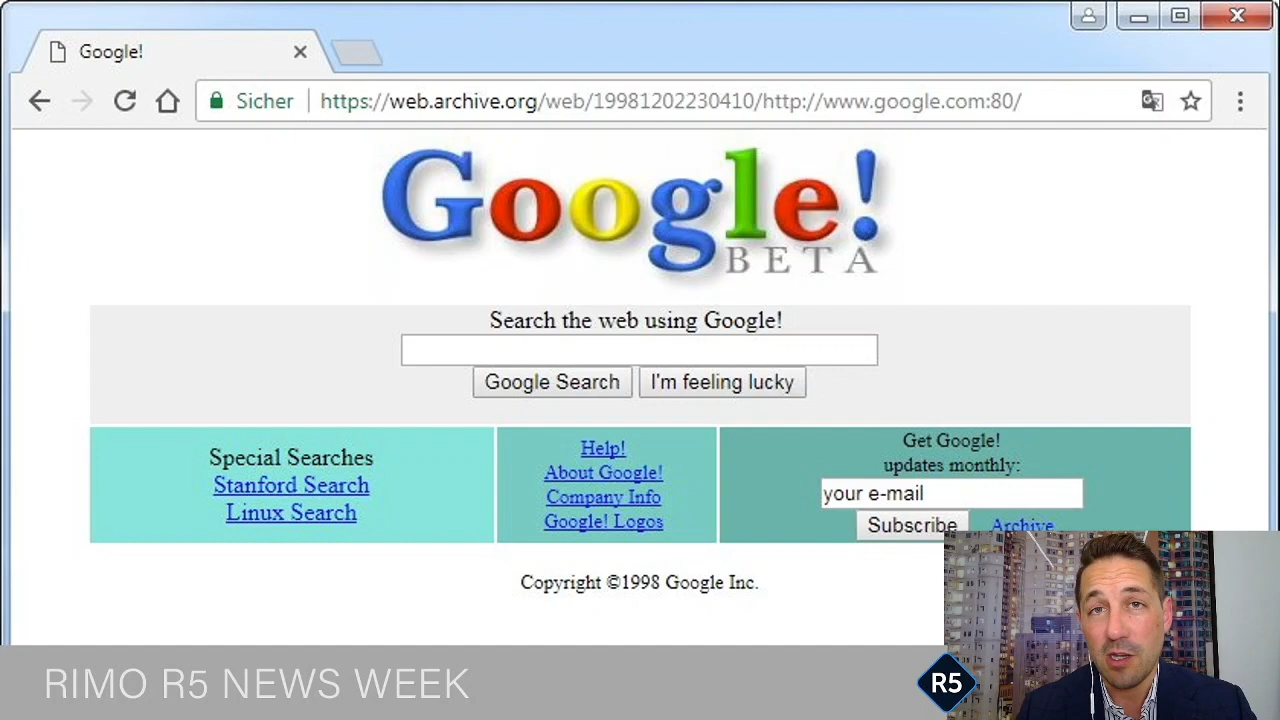 Google!
Sicher
https://web.archive.org/web/19981202230410/http://www.google.com:80/
Google!
BETA
Search the web using Google!
Google Search
I'm feeling lucky
Special Searches
Stanford Search
Linux Search
Help!
About Google!
Company Info
Google! Logos
Get Google!
updates monthly:
your e-mail
Subscribe
Archive
Copyright ©1998 Google Inc.
RIMO R5 NEWS WEEK
R5